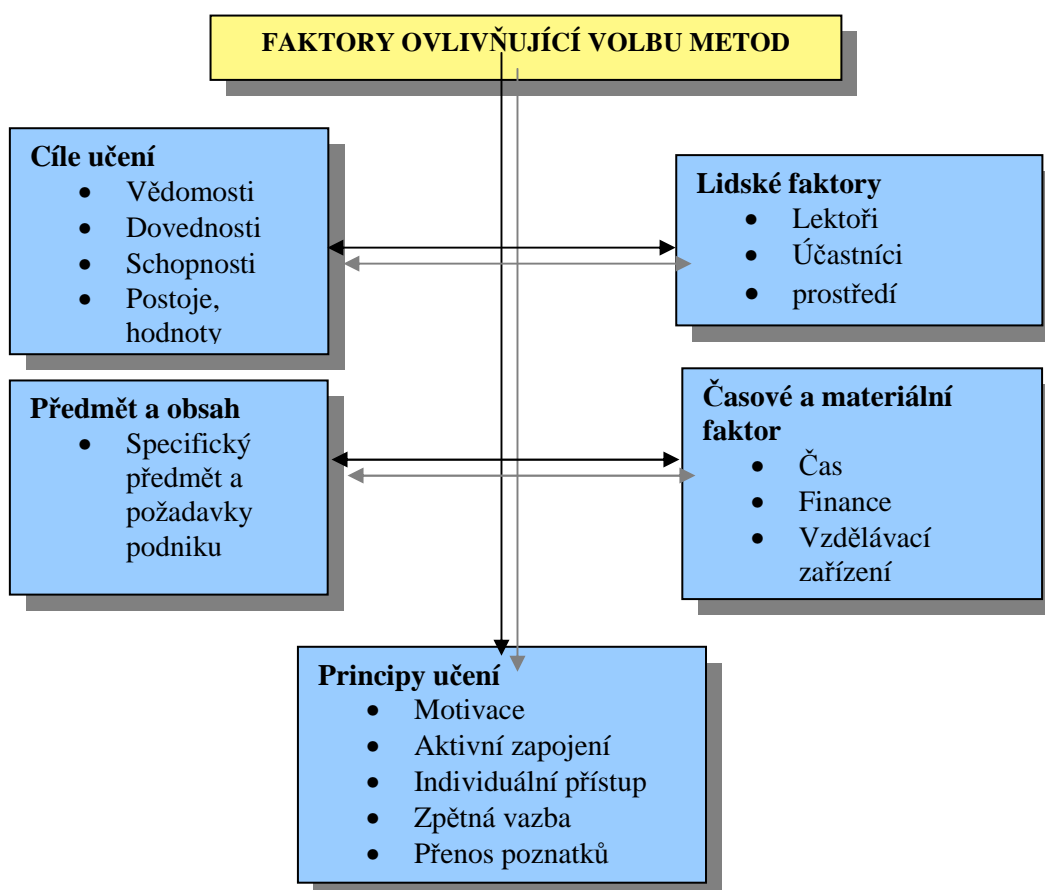 FAKTORY OVLIVŇUJÍCÍ VOLBU METOD
Cíle učení
• Vědomosti
• Dovednosti
• Schopnosti
• Postoje,
hodnoty
Lidské faktory
• Lektoři
• Účastníci
• prostředí
Předmět a obsah
• Specifický
předmět a
požadavky
podniku
Časové a materiální
faktor
• Čas
• Finance
• Vzdělávací
zařízení
Principy učení
• Motivace
• Aktivní zapojení
• Individuální přístup
• Zpětná vazba
• Přenos poznatků